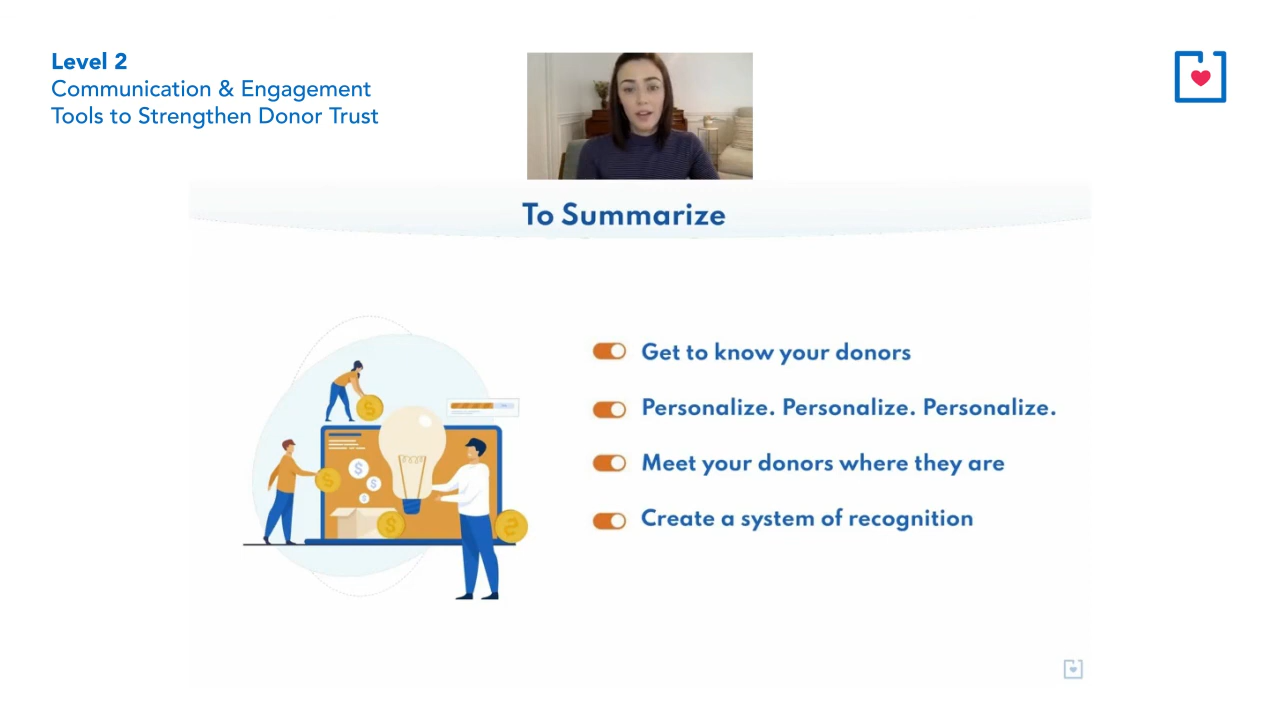 Level 2
Communication & Engagement
Tools to Strengthen Donor Trust
To Summarize
Get to know your donors
Personalize. Personalize. Personalize.
Meet your donors where they are
Create a system of recognition